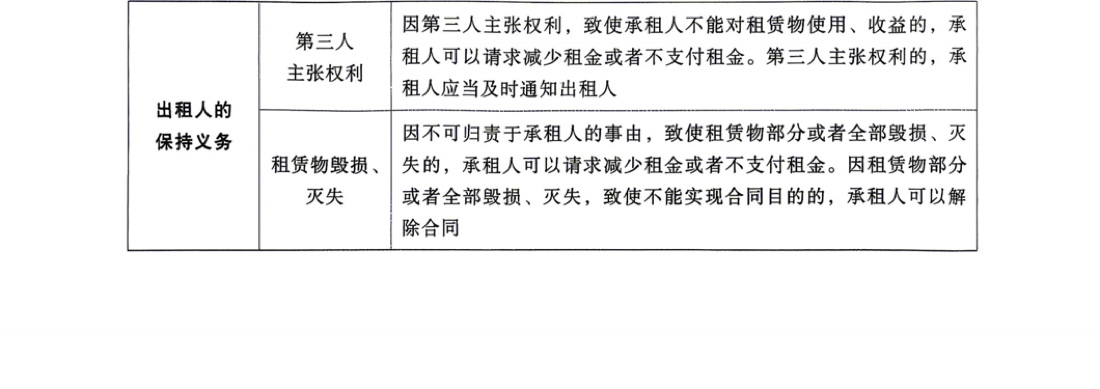 出租人的
保持义务
第三人
主张权利
因第三人主张权利，致使承租人不能对租赁物使用、收益的，承
租人可以请求减少租金或者不支付租金。第三人主张权利的，承
租人应当及时通知出租人
租赁物毁损、
灭失
因不可归责于承租人的事由，致使租赁物部分或者全部毁损、灭
失的，承租人可以请求减少租金或者不支付租金。因租赁物部分
或者全部毁损、灭失，致使不能实现合同目的的，承租人可以解
除合同